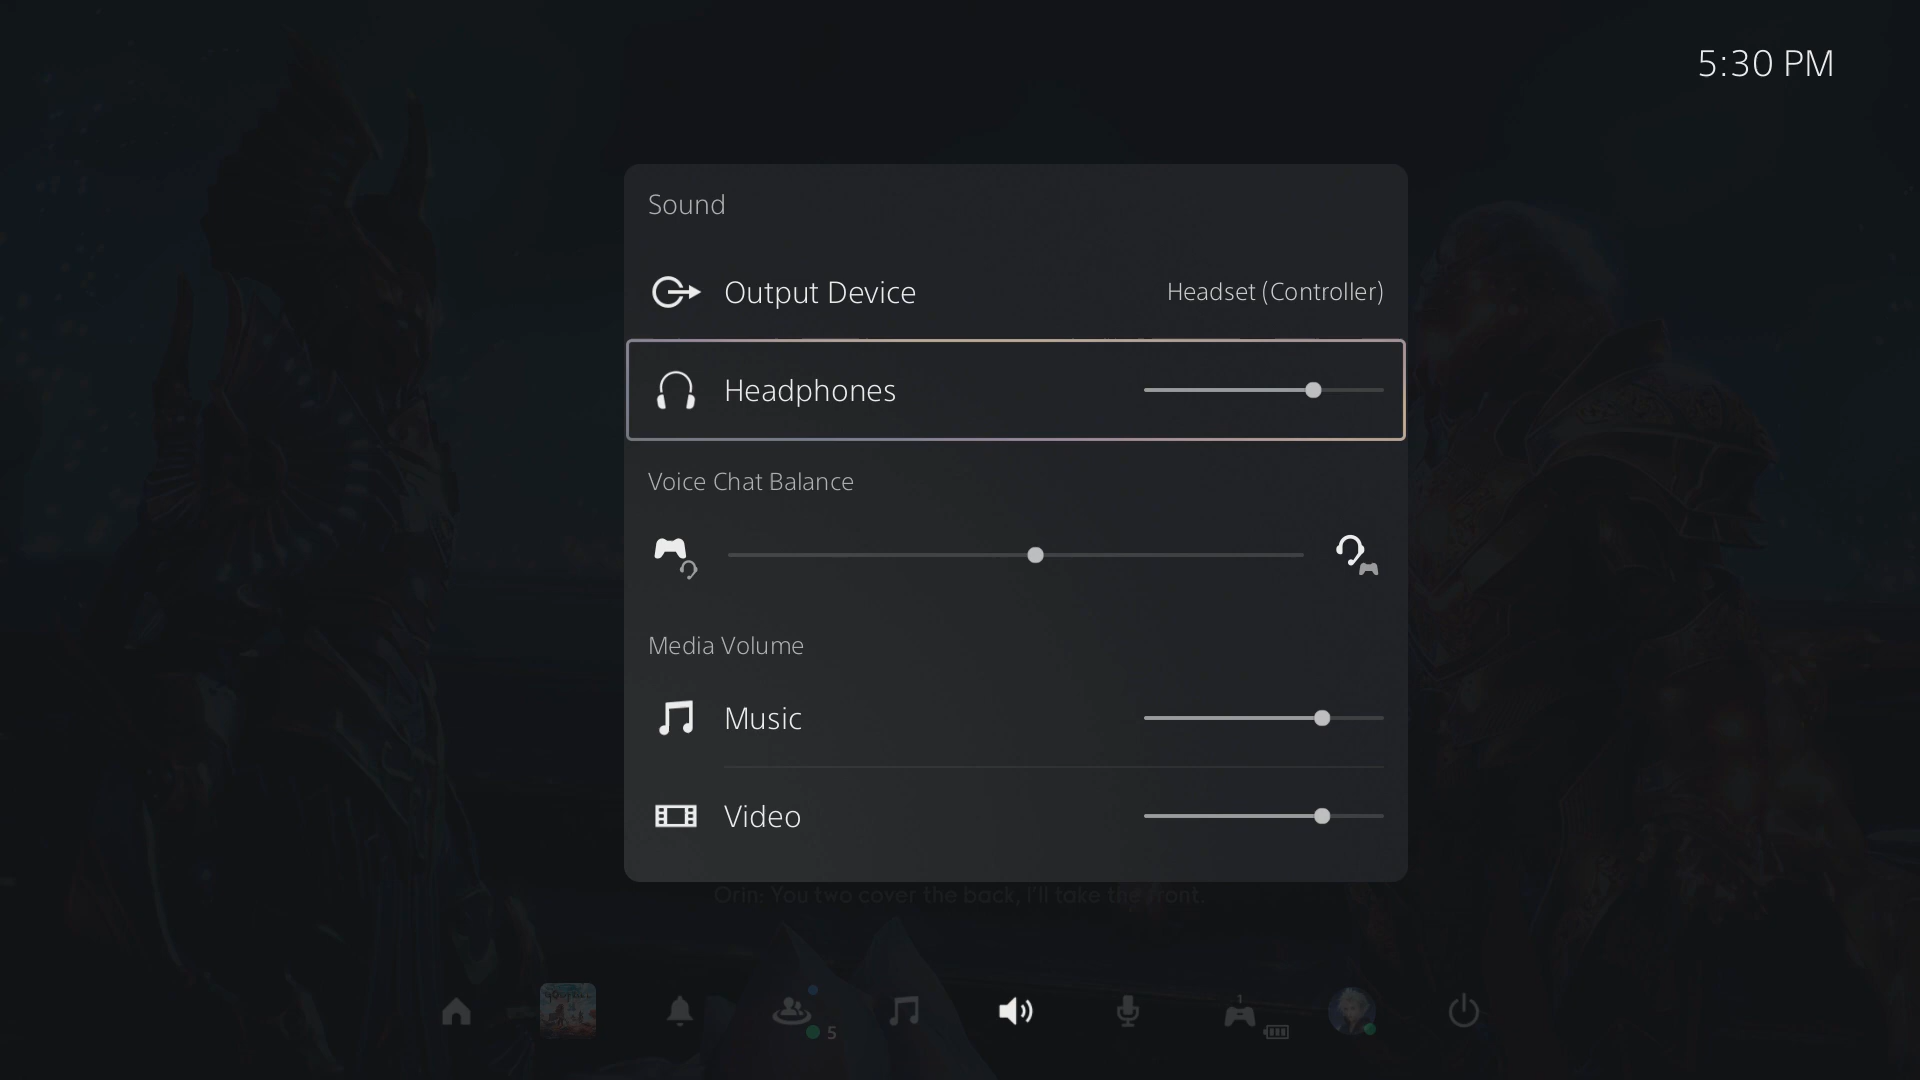 5:30 PM
Sound
Output Device
Headset (Controller)
Headphones
Voice Chat Balance
Media Volume
Music
Video
Orin: You two cover the back, I'll take the front.
1
5